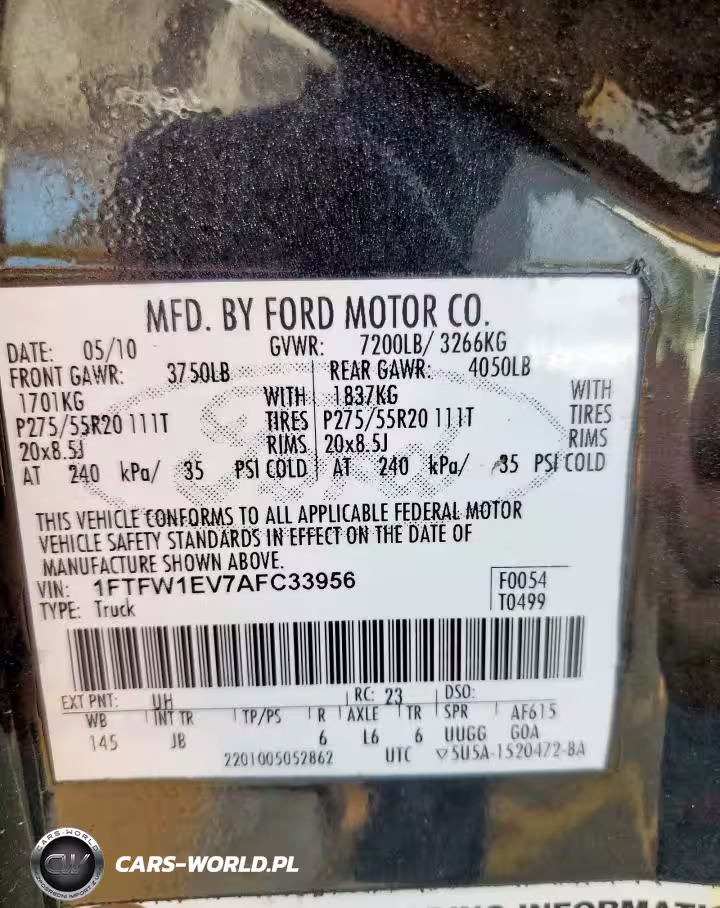 MFD. BY FORD MOTOR CO.
DATE: 05/10 GVWR: 7200LB/ 3266KG
FRONT GAWR: 3750LB REAR GAWR: 4050LB
1701KG WITH 1837KG WITH
P275/55R20 111T TIRES P275/55R20 111T TIRES
20x8.5J RIMS 20x8.5J RIMS
AT 240 kPa/ 35 PSI COLD AT 240 kPa/ 35 PSI COLD
THIS VEHICLE CONFORMS TO ALL APPLICABLE FEDERAL MOTOR
VEHICLE SAFETY STANDARDS IN EFFECT ON THE DATE OF
MANUFACTURE SHOWN ABOVE.
VIN: 1FTFW1EV7AFC33956 F0054
TYPE: Truck T0499
EXT PNT: UH RC: 23 DSO:
WB INT TR TP/PS R AXLE TR SPR AF615
145 JB 6 L6 6 UUGG GOA
2201005052862 UTC ▽5U5A-1520472-BA
CARS-WORLD
CW
CARS-WORLD.PL